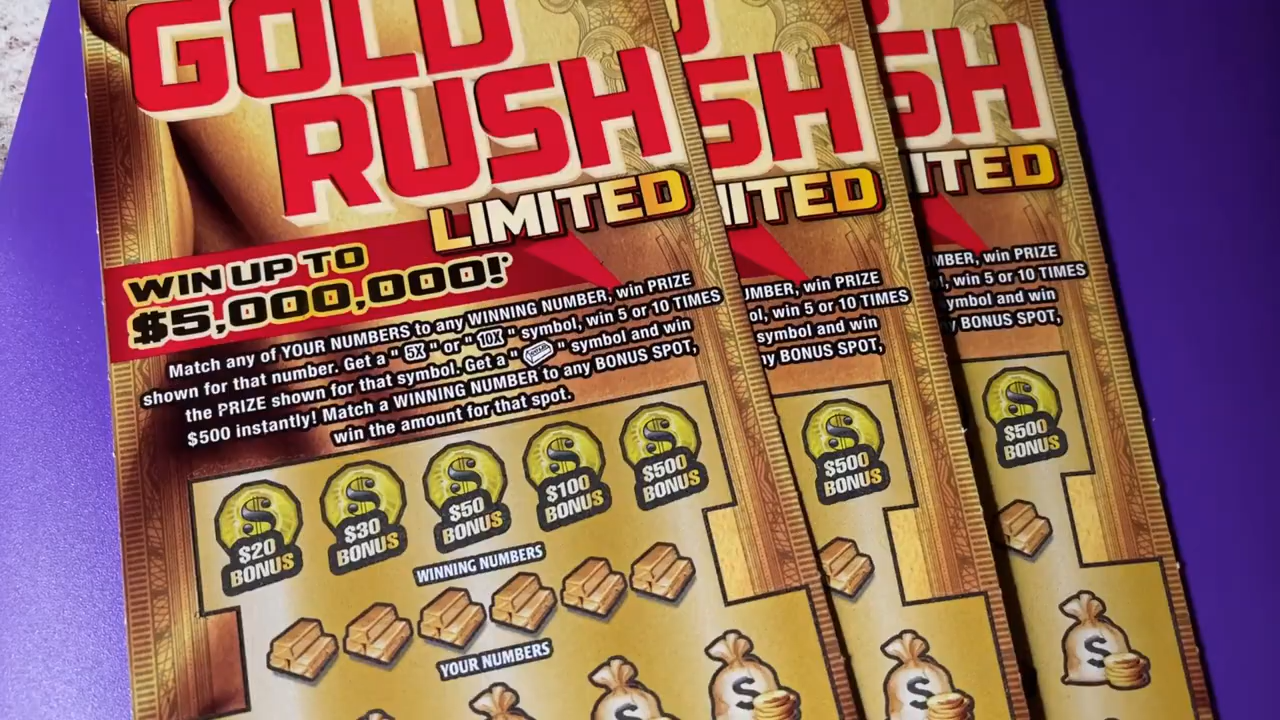 GOLD
RUSH
LIMITED
WIN UP TO
$5,000,000!*
Match any of YOUR NUMBERS to any WINNING NUMBER, win PRIZE
shown for that number. Get a " 5X " or " 10X " symbol, win 5 or 10 TIMES
the PRIZE shown for that symbol. Get a " " symbol and win
$500 instantly! Match a WINNING NUMBER to any BONUS SPOT,
win the amount for that spot.
$20
BONUS
$30
BONUS
$50
BONUS
$100
BONUS
$500
BONUS
WINNING NUMBERS
YOUR NUMBERS
$
$
$
SH
MITED
MBER, win PRIZE
ol, win 5 or 10 TIMES
symbol and win
ny BONUS SPOT,
$500
BONUS
$
SH
ITED
MBER, win PRIZE
l, win 5 or 10 TIMES
ymbol and win
y BONUS SPOT,
$500
BONUS
$